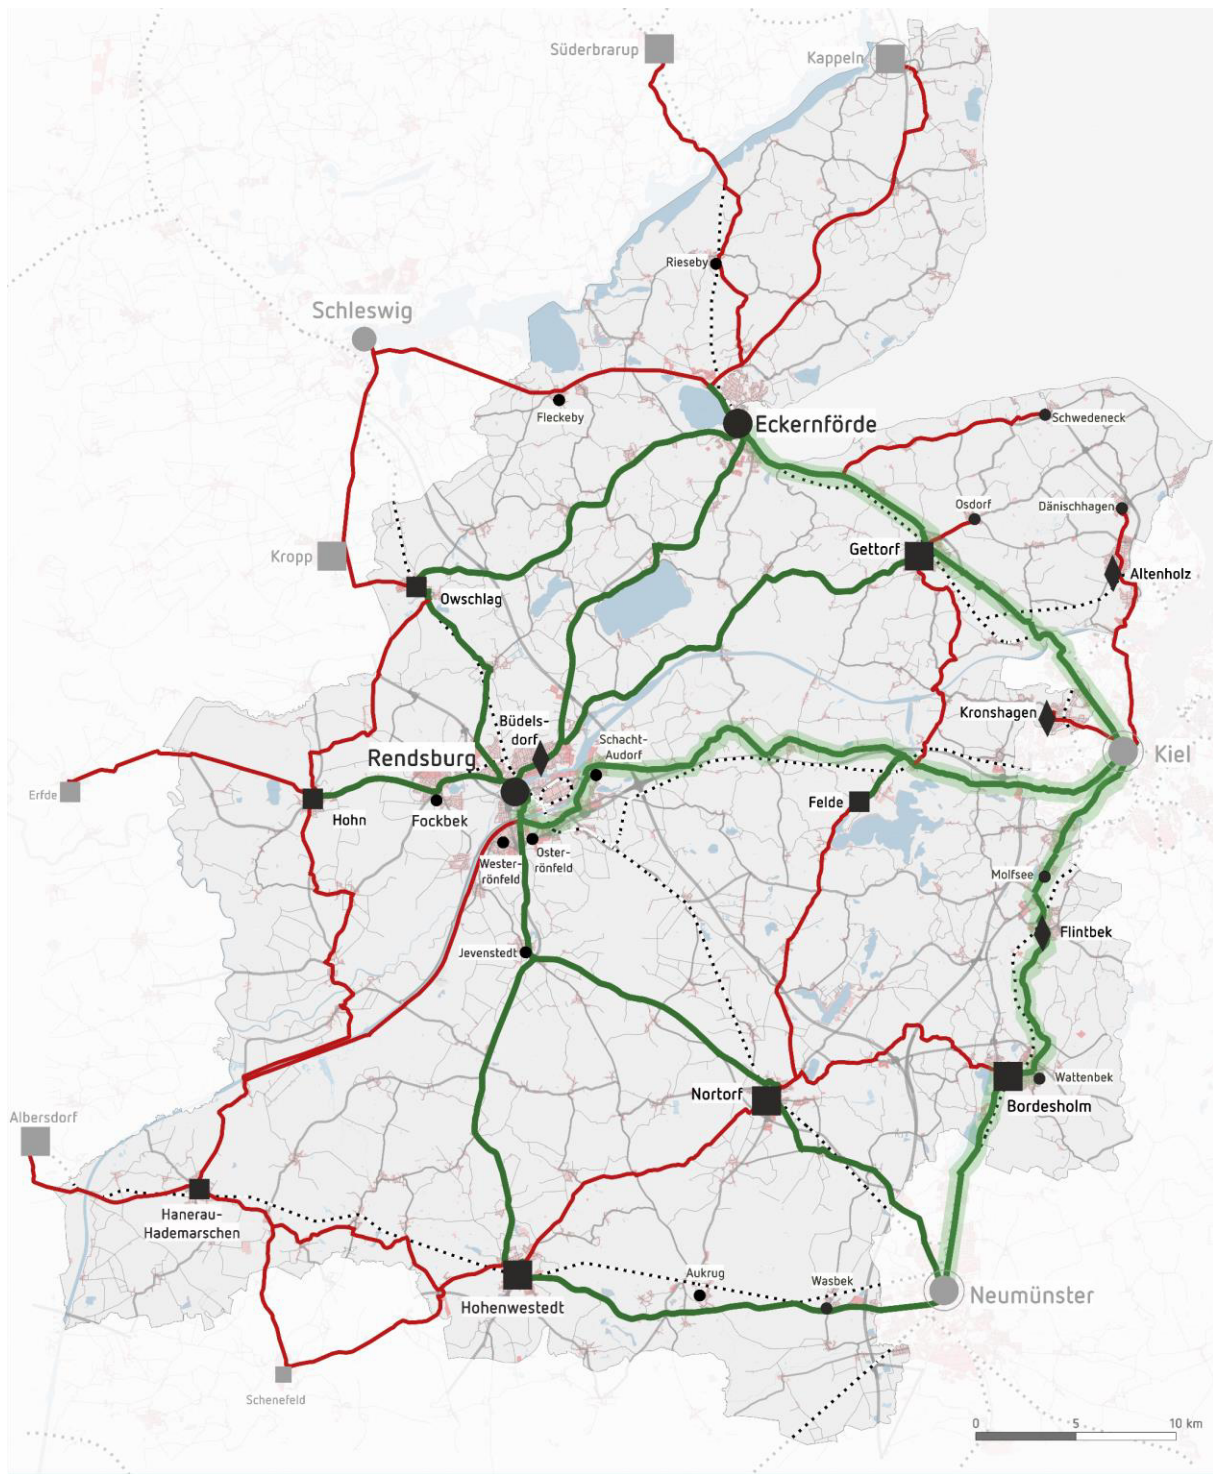 Süderbrarup
Kappeln
Rieseby
Schleswig
Fleckeby
Eckernförde
Schwedeneck
Osdorf
Dänischhagen
Kropp
Gettorf
Altenholz
Owschlag
Büdels-
dorf
Schacht-
Audorf
Kronshagen
Rendsburg
Kiel
Erfde
Hohn
Fockbek
Felde
Wester-
rönfeld
Oster-
rönfeld
Molfsee
Flintbek
Jevenstedt
Wattenbek
Nortorf
Bordesholm
Albersdorf
Hanerau-
Hademarschen
Aukrug
Wasbek
Hohenwestedt
Neumünster
Schenefeld
0 5 10 km